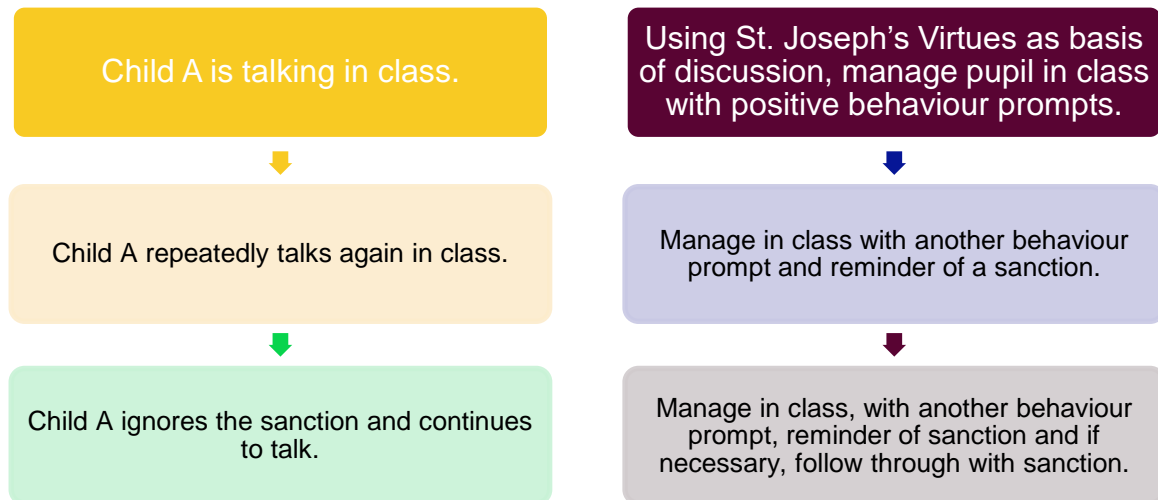 Child A is talking in class.
Using St. Joseph’s Virtues as basis
of discussion, manage pupil in class
with positive behaviour prompts.
Child A repeatedly talks again in class.
Manage in class with another behaviour
prompt and reminder of a sanction.
Child A ignores the sanction and continues
to talk.
Manage in class, with another behaviour
prompt, reminder of sanction and if
necessary, follow through with sanction.